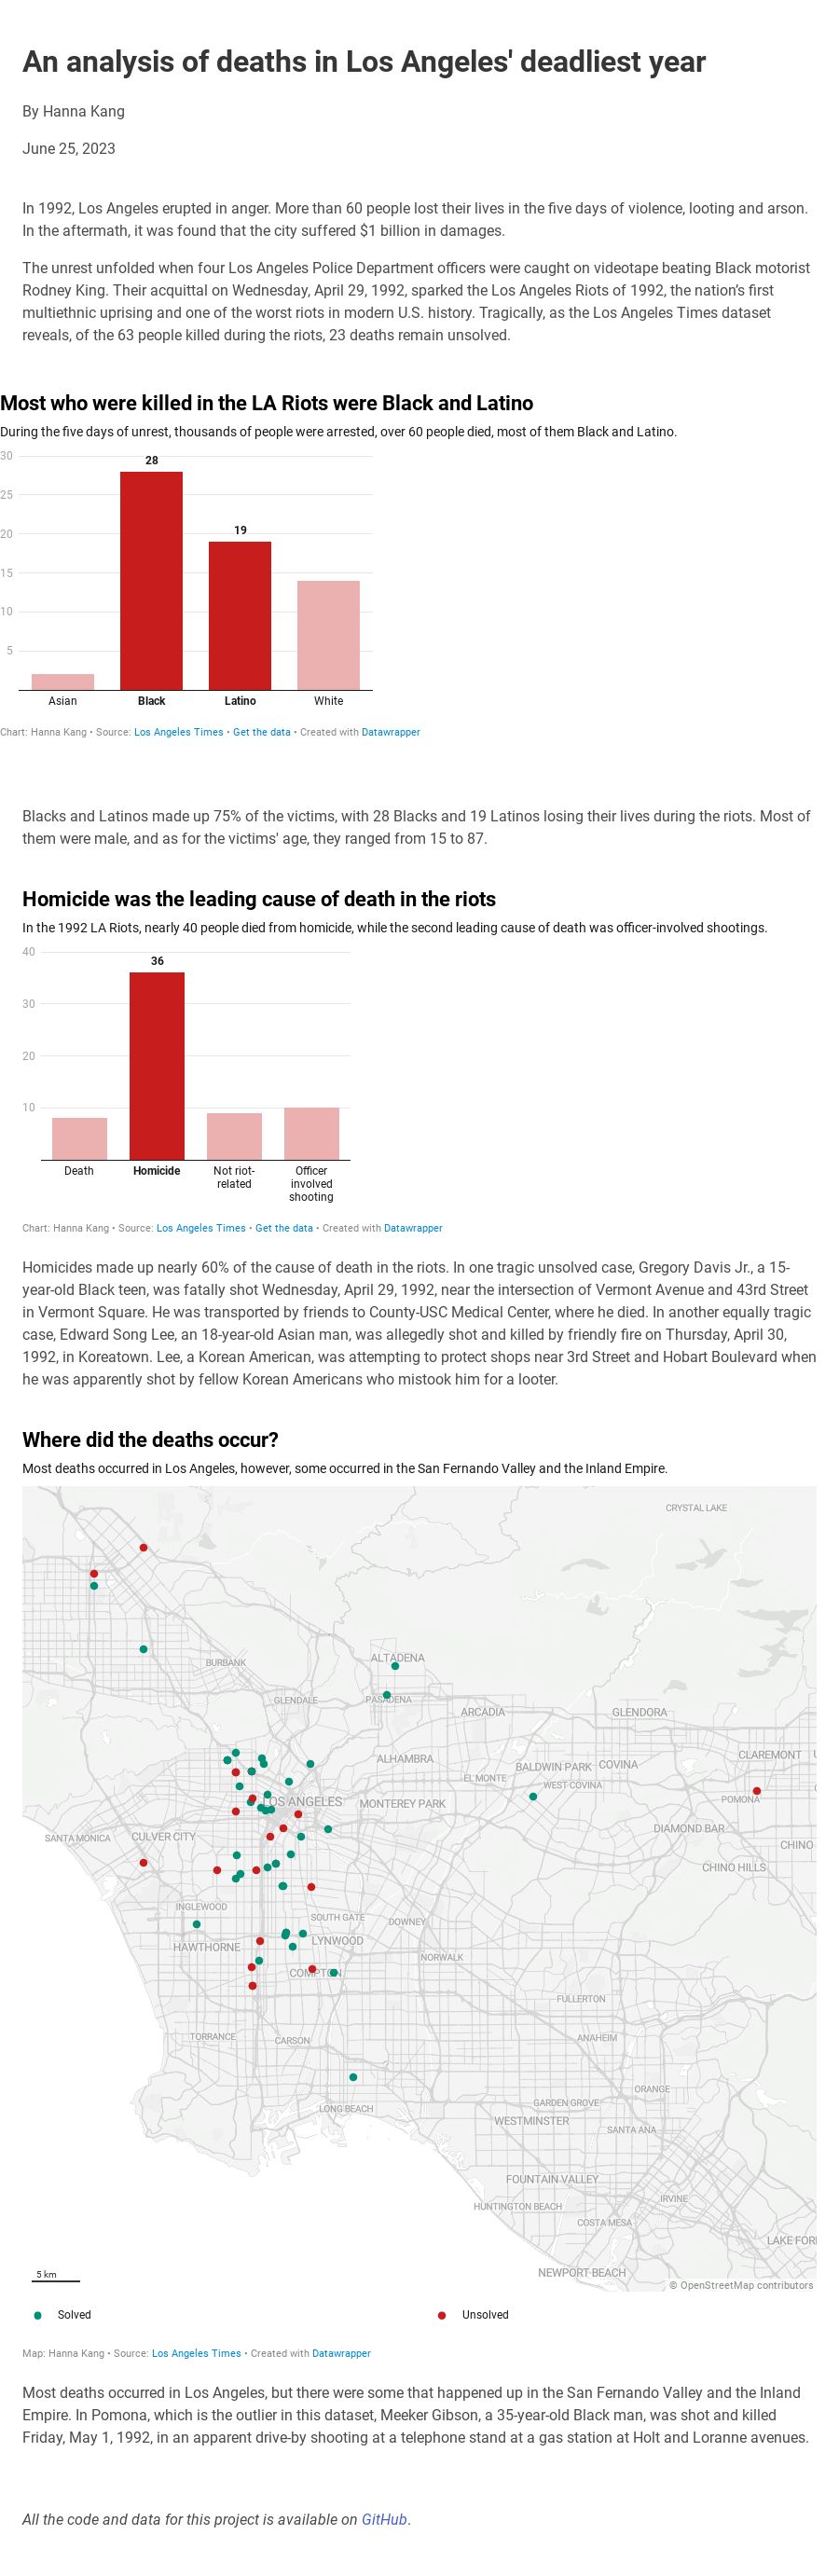 An analysis of deaths in Los Angeles' deadliest year
By Hanna Kang
June 25, 2023
In 1992, Los Angeles erupted in anger. More than 60 people lost their lives in the five days of violence, looting and arson.
In the aftermath, it was found that the city suffered $1 billion in damages.
The unrest unfolded when four Los Angeles Police Department officers were caught on videotape beating Black motorist
Rodney King. Their acquittal on Wednesday, April 29, 1992, sparked the Los Angeles Riots of 1992, the nation’s first
multiethnic uprising and one of the worst riots in modern U.S. history. Tragically, as the Los Angeles Times dataset
reveals, of the 63 people killed during the riots, 23 deaths remain unsolved.
Most who were killed in the LA Riots were Black and Latino
During the five days of unrest, thousands of people were arrested, over 60 people died, most of them Black and Latino.
30
28
25
20
19
15
10
5
Asian Black Latino White
Chart: Hanna Kang • Source: Los Angeles Times • Get the data • Created with Datawrapper
Blacks and Latinos made up 75% of the victims, with 28 Blacks and 19 Latinos losing their lives during the riots. Most of
them were male, and as for the victims' age, they ranged from 15 to 87.
Homicide was the leading cause of death in the riots
In the 1992 LA Riots, nearly 40 people died from homicide, while the second leading cause of death was officer-involved shootings.
40
36
30
20
10
Death Homicide Not riot- Officer
related involved
shooting
Chart: Hanna Kang • Source: Los Angeles Times • Get the data • Created with Datawrapper
Homicides made up nearly 60% of the cause of death in the riots. In one tragic unsolved case, Gregory Davis Jr., a 15-
year-old Black teen, was fatally shot Wednesday, April 29, 1992, near the intersection of Vermont Avenue and 43rd Street
in Vermont Square. He was transported by friends to County-USC Medical Center, where he died. In another equally tragic
case, Edward Song Lee, an 18-year-old Asian man, was allegedly shot and killed by friendly fire on Thursday, April 30,
1992, in Koreatown. Lee, a Korean American, was attempting to protect shops near 3rd Street and Hobart Boulevard when
he was apparently shot by fellow Korean Americans who mistook him for a looter.
Where did the deaths occur?
Most deaths occurred in Los Angeles, however, some occurred in the San Fernando Valley and the Inland Empire.
CRYSTAL LAKE
BURBANK
ALTADENA
GLENDALE
PASADENA
ARCADIA
GLENDORA
ALHAMBRA
CLAREMONT
BALDWIN PARK
COVINA
EL MONTE
WEST COVINA
LOS ANGELES
MONTEREY PARK
POMONA
DIAMOND BAR
SANTA MONICA
CULVER CITY
CHINO
CHINO HILLS
INGLEWOOD
SOUTH GATE
DOWNEY
HAWTHORNE
LYNWOOD
NORWALK
COMPTON
FULLERTON
TORRANCE
CARSON
ANAHEIM
ORANGE
GARDEN GROVE
LONG BEACH
WESTMINSTER
SANTA ANA
FOUNTAIN VALLEY
IRVINE
HUNTINGTON BEACH
COSTA MESA
LAKE FOR
NEWPORT BEACH
5 km
© OpenStreetMap contributors
Solved Unsolved
Map: Hanna Kang • Source: Los Angeles Times • Created with Datawrapper
Most deaths occurred in Los Angeles, but there were some that happened up in the San Fernando Valley and the Inland
Empire. In Pomona, which is the outlier in this dataset, Meeker Gibson, a 35-year-old Black man, was shot and killed
Friday, May 1, 1992, in an apparent drive-by shooting at a telephone stand at a gas station at Holt and Loranne avenues.
All the code and data for this project is available on GitHub.